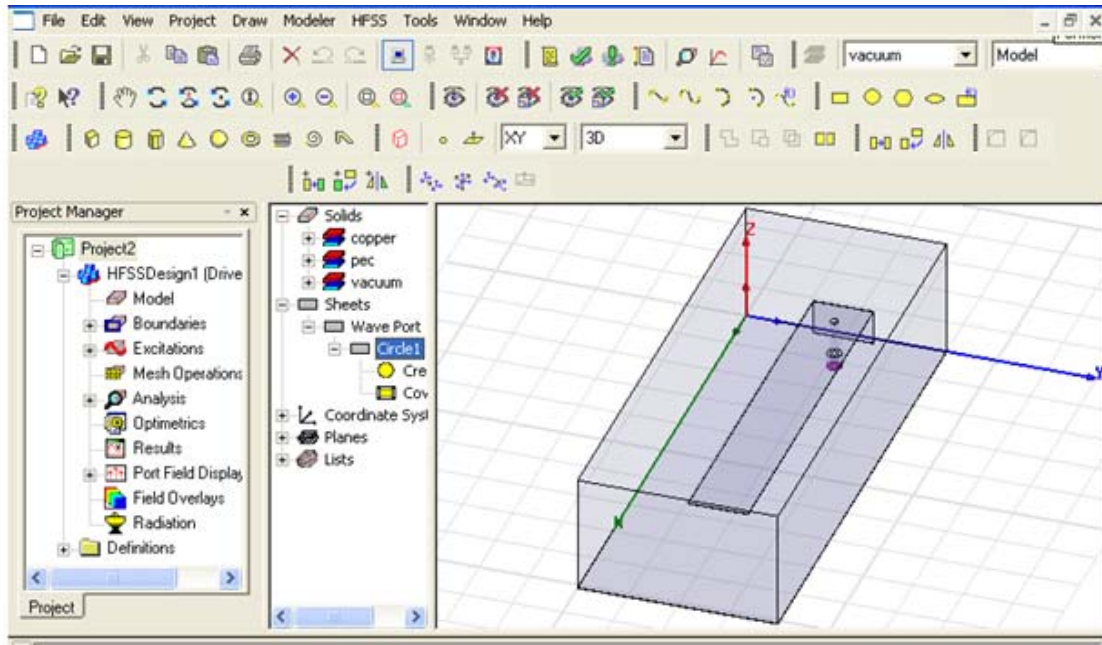 File Edit View Project Draw Modeler HFSS Tools Window Help
vacuum Model
XY 3D
Project Manager
Project2
HFSSDesign1 (Drive
Model
Boundaries
Excitations
Mesh Operations
Analysis
Optimetrics
Results
Port Field Display
Field Overlays
Radiation
Definitions
Project
Solids
copper
pec
vacuum
Sheets
Wave Port
Circle1
Cre
Cov
Coordinate Syst
Planes
Lists
Z
Y